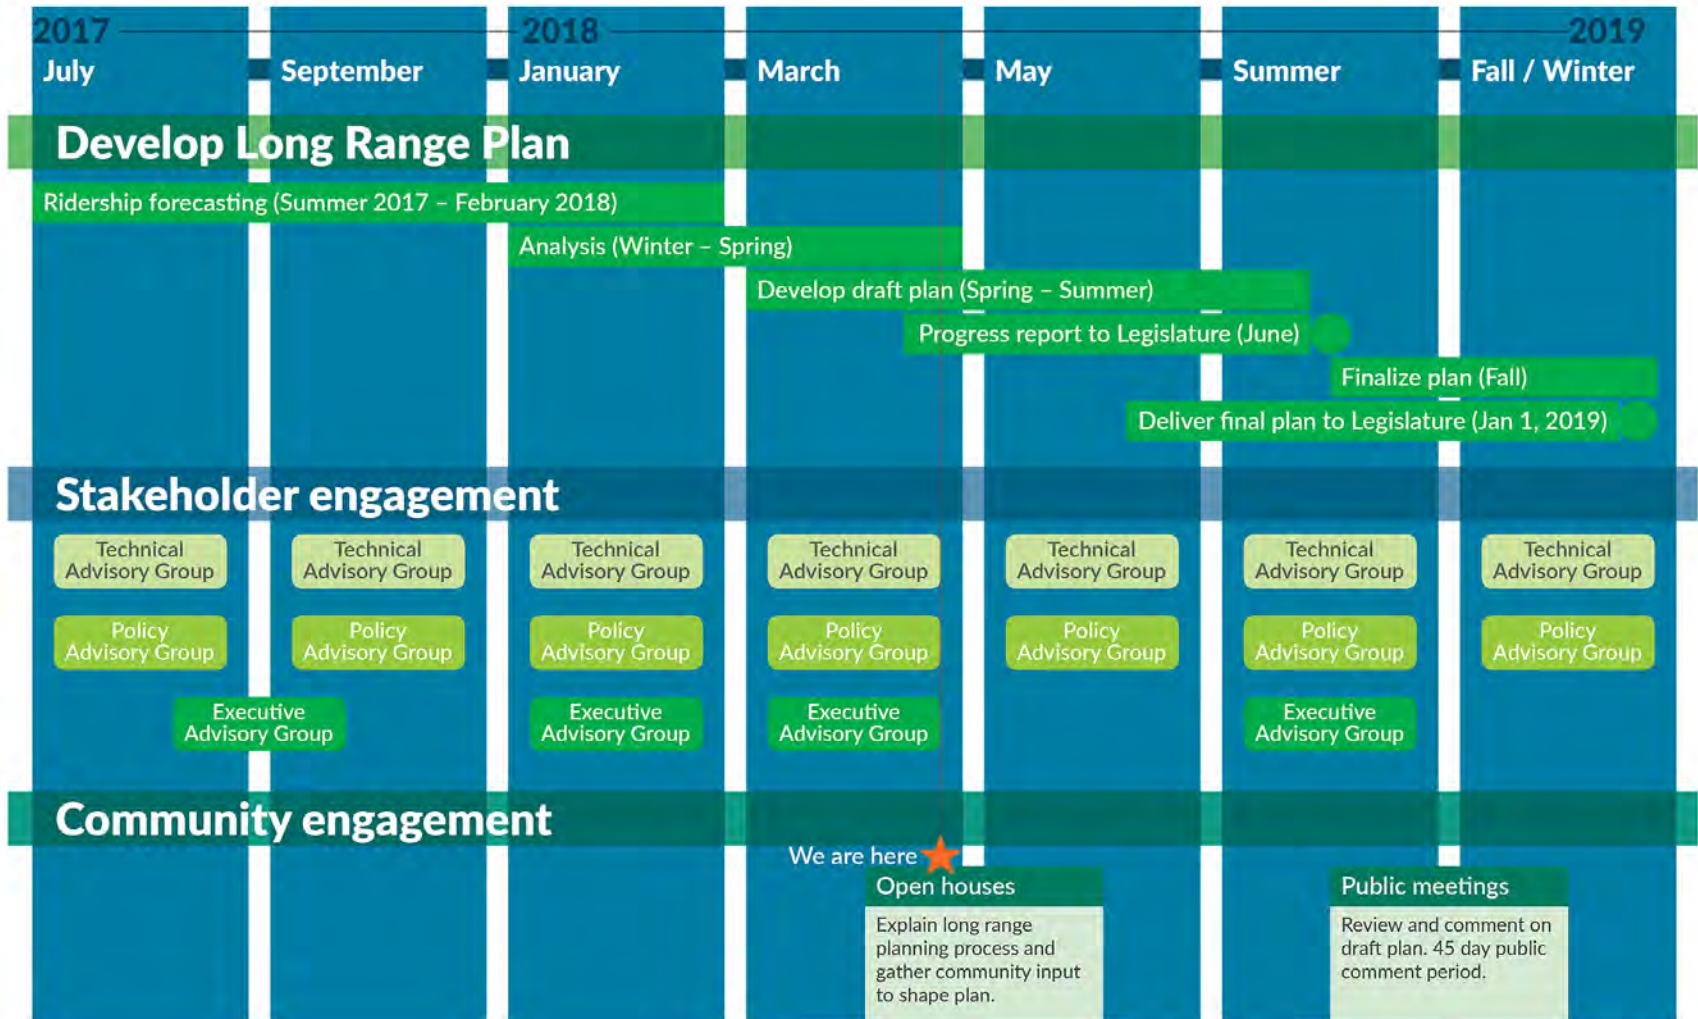 2017
2018
2019
July
September
January
March
May
Summer
Fall / Winter
Develop Long Range Plan
Ridership forecasting (Summer 2017 – February 2018)
Analysis (Winter – Spring)
Develop draft plan (Spring – Summer)
Progress report to Legislature (June)
Finalize plan (Fall)
Deliver final plan to Legislature (Jan 1, 2019)
Stakeholder engagement
Technical
Advisory Group
Technical
Advisory Group
Technical
Advisory Group
Technical
Advisory Group
Technical
Advisory Group
Technical
Advisory Group
Technical
Advisory Group
Policy
Advisory Group
Policy
Advisory Group
Policy
Advisory Group
Policy
Advisory Group
Policy
Advisory Group
Policy
Advisory Group
Policy
Advisory Group
Executive
Advisory Group
Executive
Advisory Group
Executive
Advisory Group
Executive
Advisory Group
Community engagement
We are here
Open houses
Explain long range
planning process and
gather community input
to shape plan.
Public meetings
Review and comment on
draft plan. 45 day public
comment period.